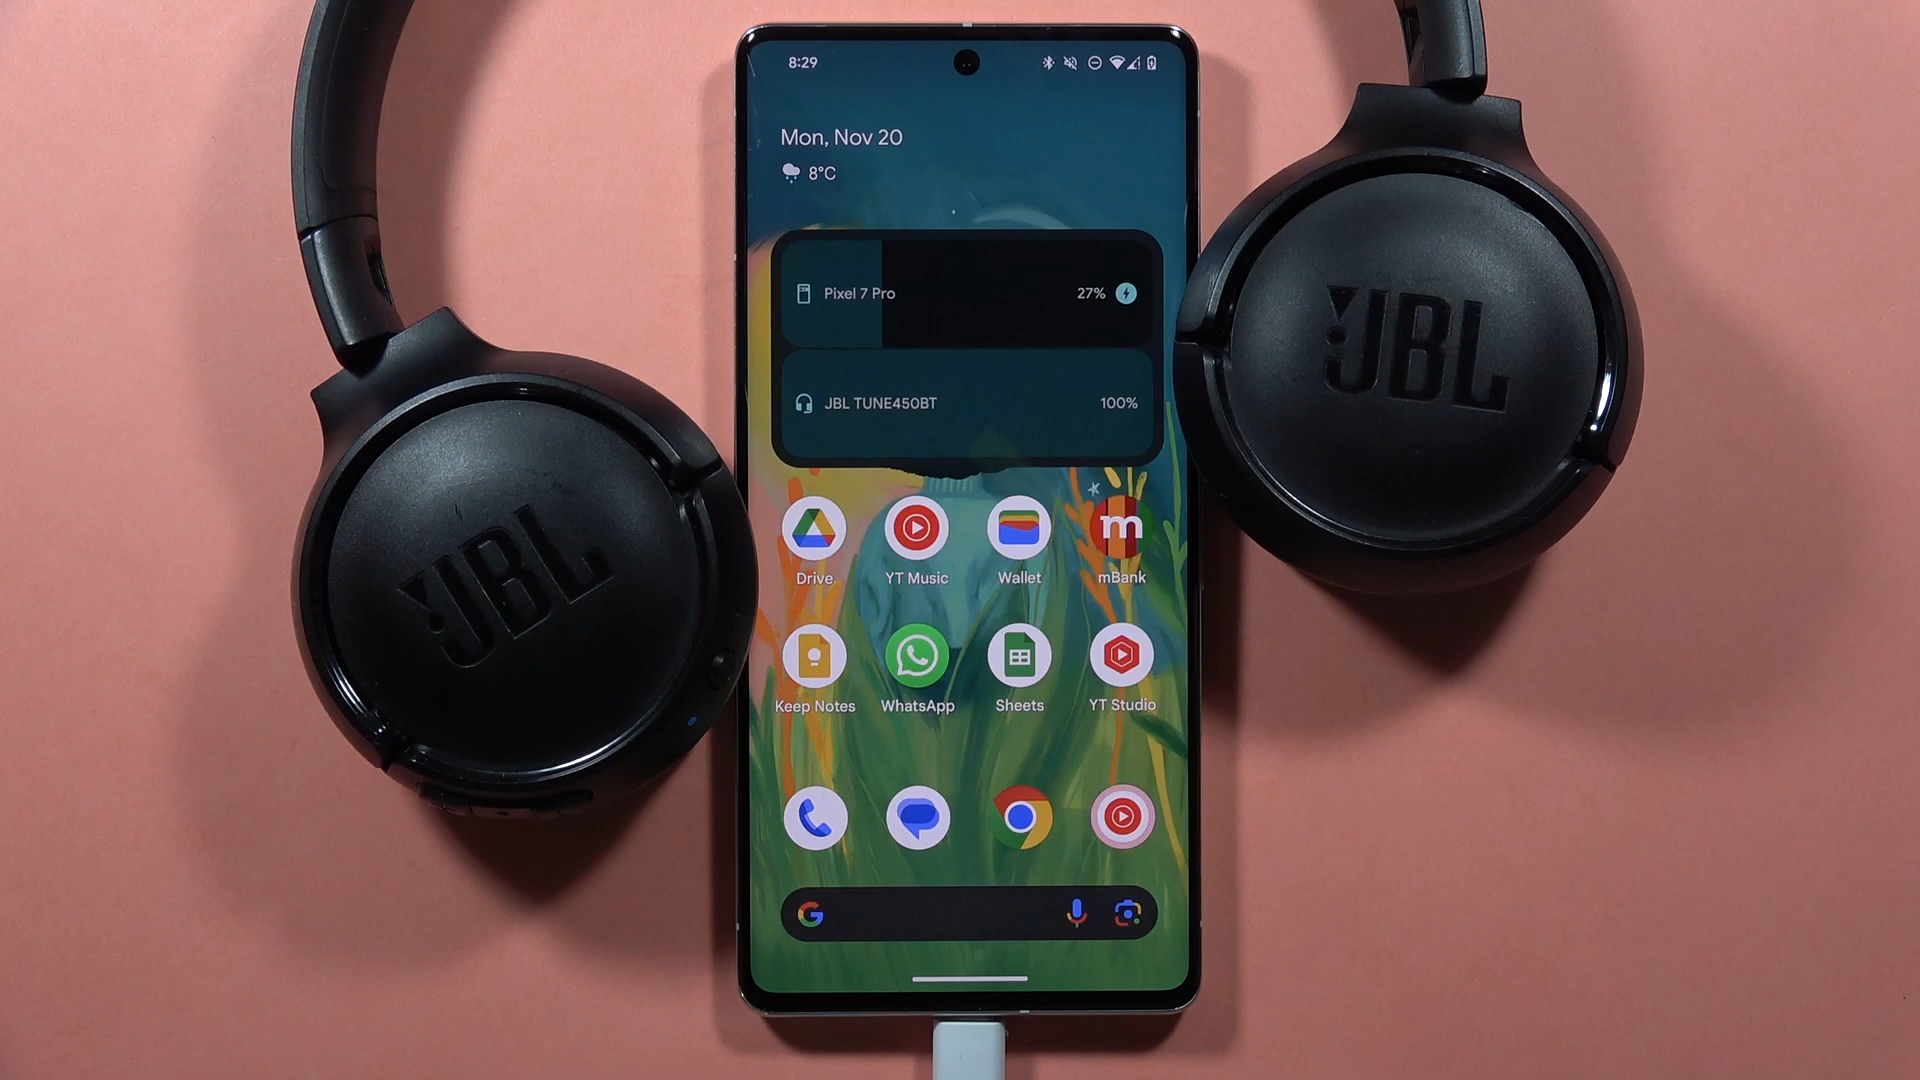 8:29
Mon, Nov 20
8°C
Pixel 7 Pro 27%
JBL TUNE450BT 100%
JBL
JBL
m
Drive YT Music Wallet mBank
Keep Notes WhatsApp Sheets YT Studio
G